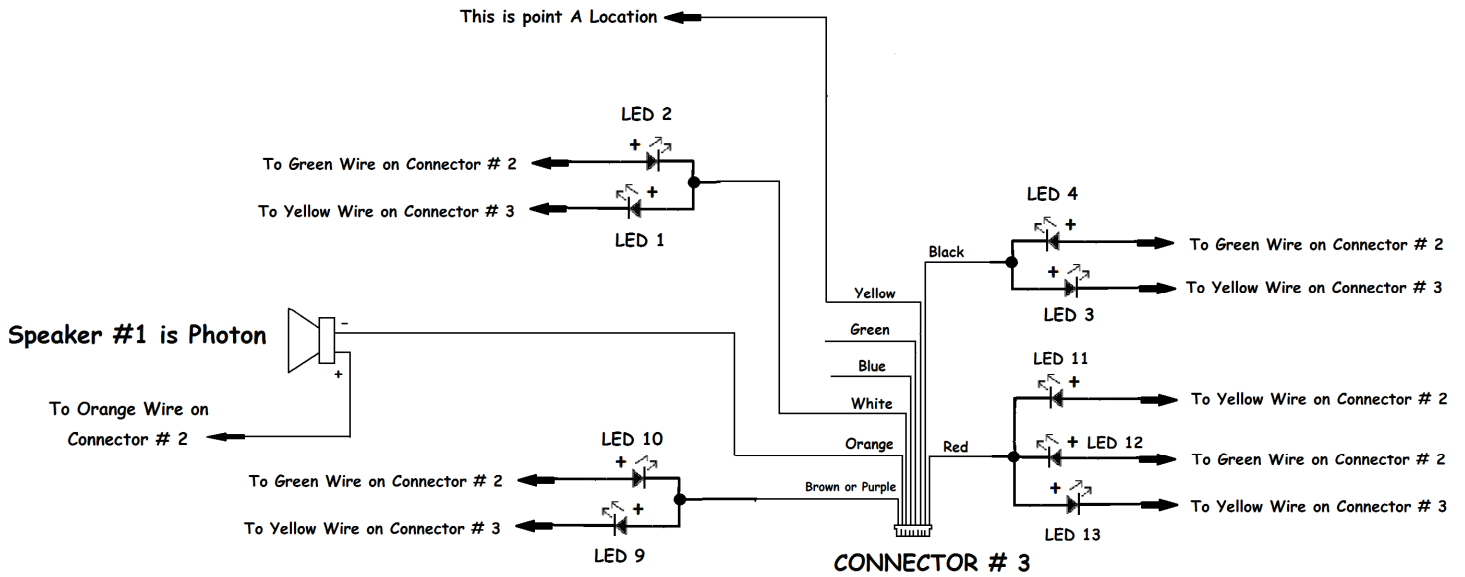 This is point A Location
LED 2
+
To Green Wire on Connector # 2
+
To Yellow Wire on Connector # 3
LED 1
LED 4
+
To Green Wire on Connector # 2
Black
+
To Yellow Wire on Connector # 3
LED 3
Yellow
Green
Blue
White
Orange
Brown or Purple
Red
Speaker #1 is Photon
-
+
To Orange Wire on
Connector # 2
LED 11
+
To Yellow Wire on Connector # 2
+ LED 12
To Green Wire on Connector # 2
+
To Yellow Wire on Connector # 3
LED 13
LED 10
+
To Green Wire on Connector # 2
+
To Yellow Wire on Connector # 3
LED 9
CONNECTOR # 3